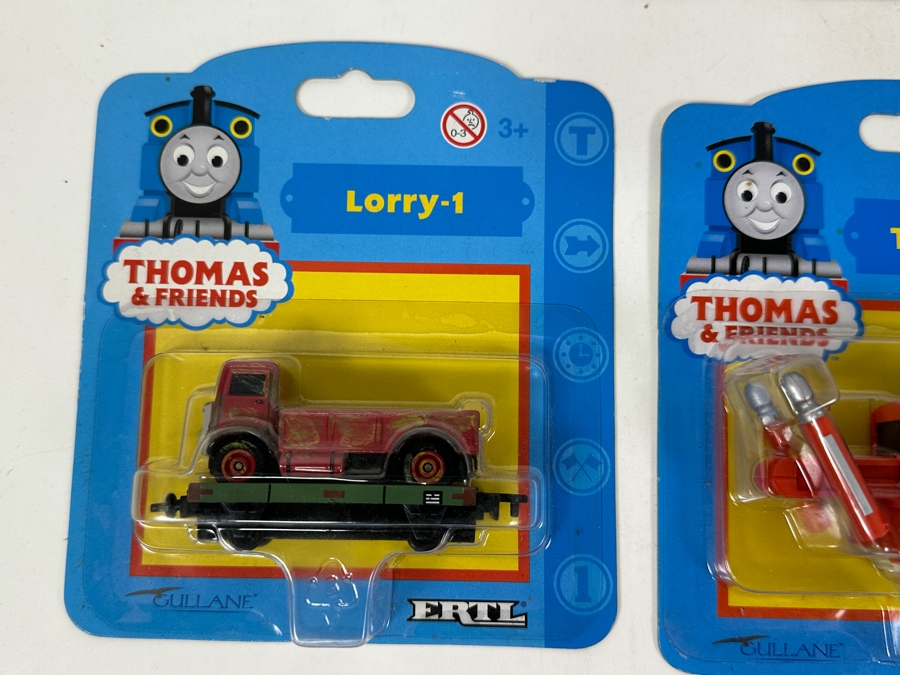 0-3
3+
T
Lorry-1
THOMAS
& FRIENDS
1
GULLANE
ERTL
T
THOMAS
& FRIENDS
GULLANE